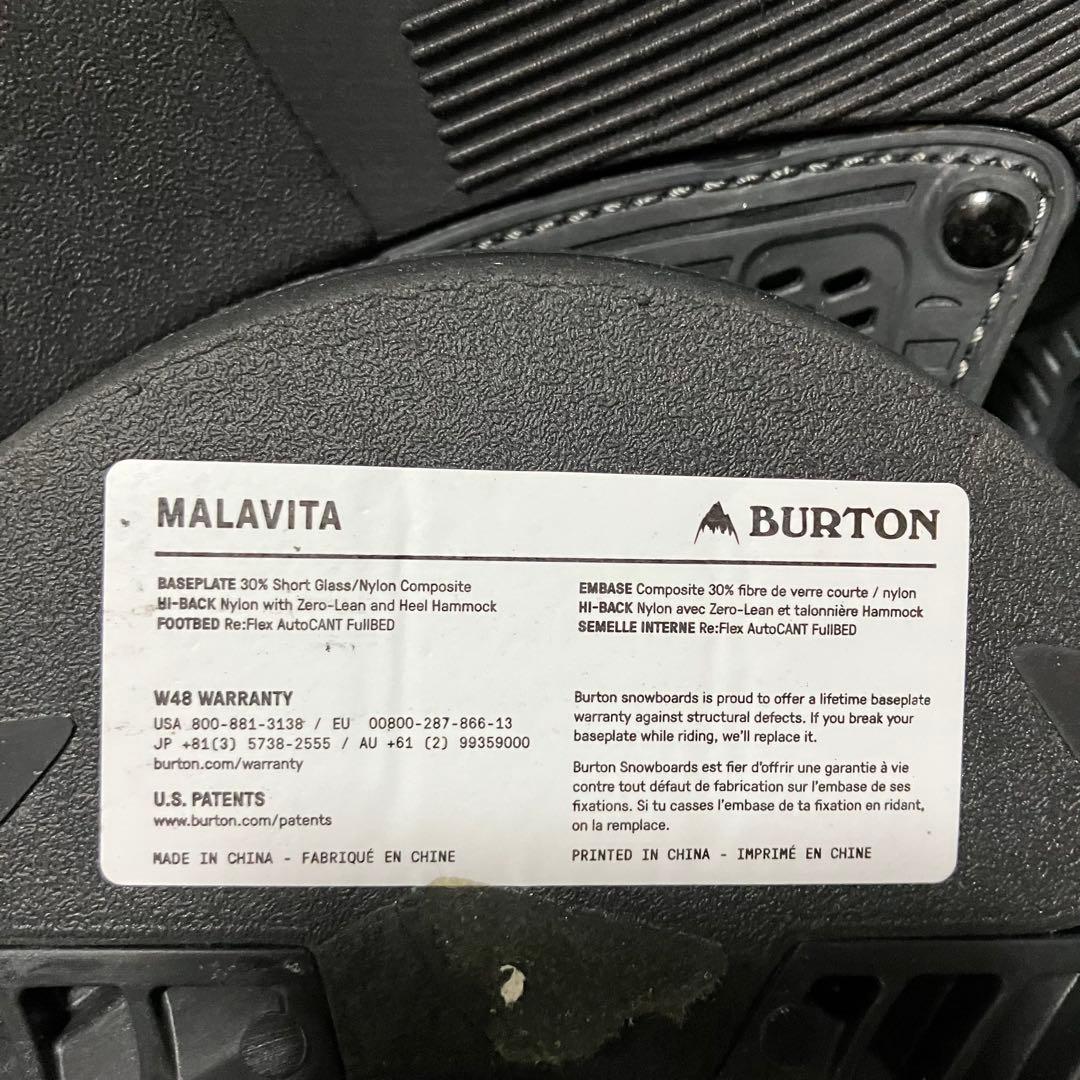 MALAVITA
BURTON
BASEPLATE 30% Short Glass/Nylon Composite
HI-BACK Nylon with Zero-Lean and Heel Hammock
FOOTBED Re:Flex AutoCANT FullBED
EMBASE Composite 30% fibre de verre courte / nylon
HI-BACK Nylon avec Zero-Lean et talonnière Hammock
SEMELLE INTERNE Re:Flex AutoCANT FullBED
W48 WARRANTY
USA 800-881-3138 / EU 00800-287-866-13
JP +81(3) 5738-2555 / AU +61 (2) 99359000
burton.com/warranty
U.S. PATENTS
www.burton.com/patents
MADE IN CHINA - FABRIQUÉ EN CHINE
Burton snowboards is proud to offer a lifetime baseplate
warranty against structural defects. If you break your
baseplate while riding, we'll replace it.
Burton Snowboards est fier d'offrir une garantie à vie
contre tout défaut de fabrication sur l'embase de ses
fixations. Si tu casses l'embase de ta fixation en ridant,
on la remplace.
PRINTED IN CHINA - IMPRIMÉ EN CHINE